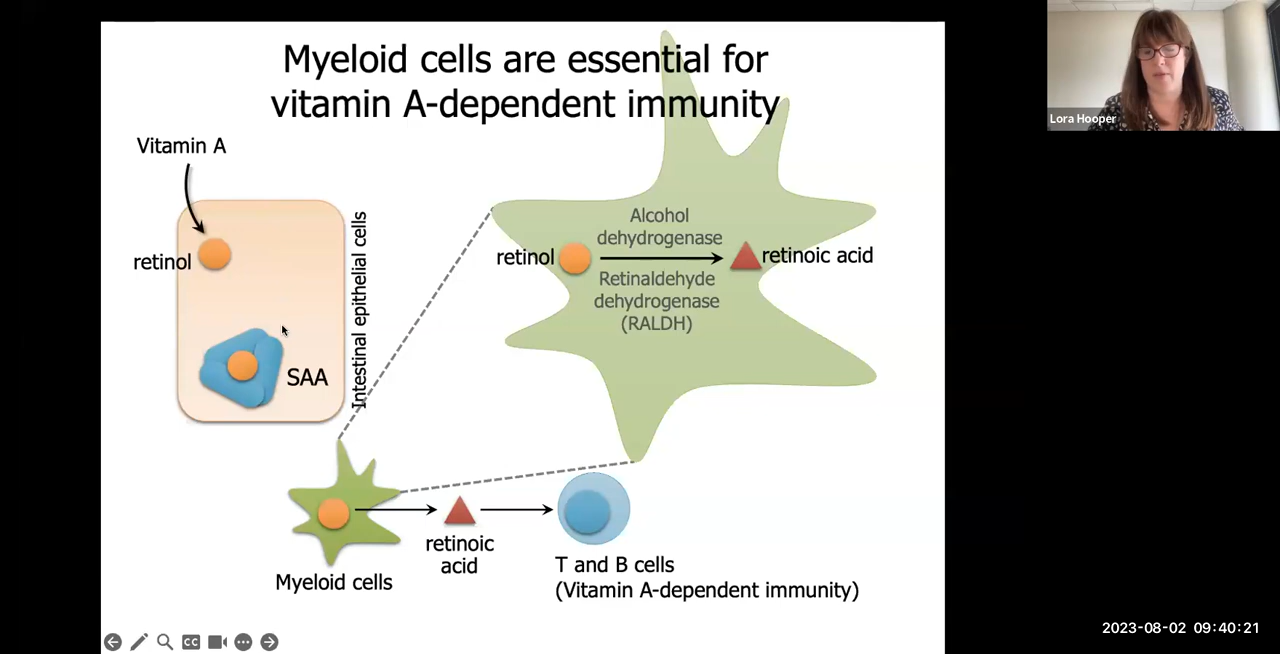 Myeloid cells are essential for
vitamin A-dependent immunity
Vitamin A
retinol
SAA
Intestinal epithelial cells
retinol
Alcohol
dehydrogenase
Retinaldehyde
dehydrogenase
(RALDH)
retinoic acid
Myeloid cells
retinoic
acid
T and B cells
(Vitamin A-dependent immunity)
CC
Lora Hooper
2023-08-02 09:40:21